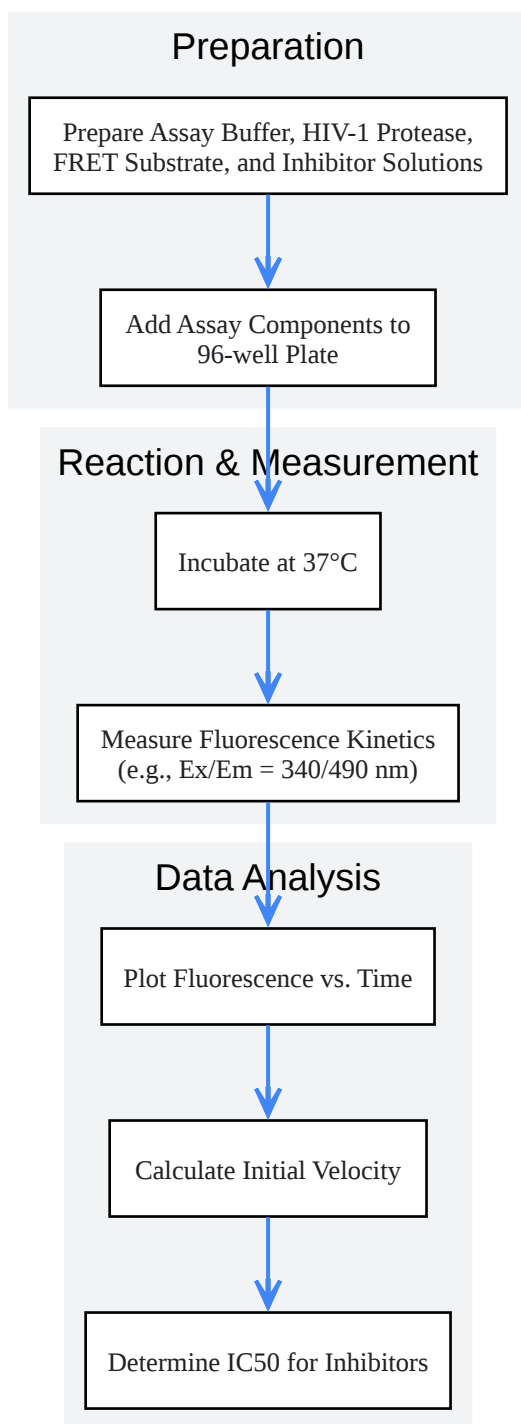 Preparation
Prepare Assay Buffer, HIV-1 Protease,
FRET Substrate, and Inhibitor Solutions
Add Assay Components to
96-well Plate
Reaction & Measurement
Incubate at 37°C
Measure Fluorescence Kinetics
(e.g., Ex/Em = 340/490 nm)
Data Analysis
Plot Fluorescence vs. Time
Calculate Initial Velocity
Determine IC50 for Inhibitors